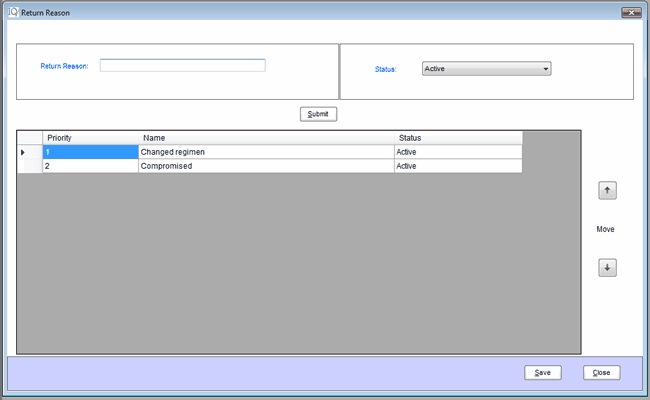 Return Reason
Return Reason:
Status: Active
Submit
Priority Name Status
1 Changed regimen Active
2 Compromised Active
Move
Save Close